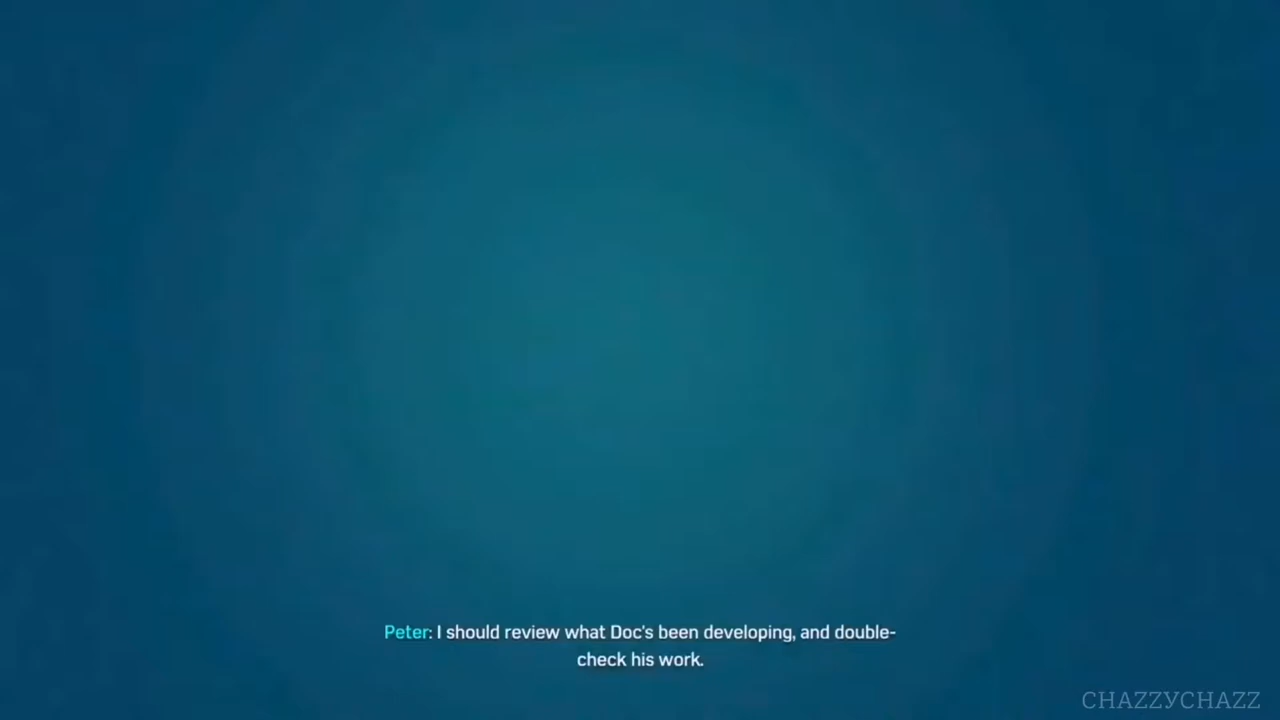 Peter: I should review what Doc's been developing, and double-
check his work.
CHAZZYCHAZZ